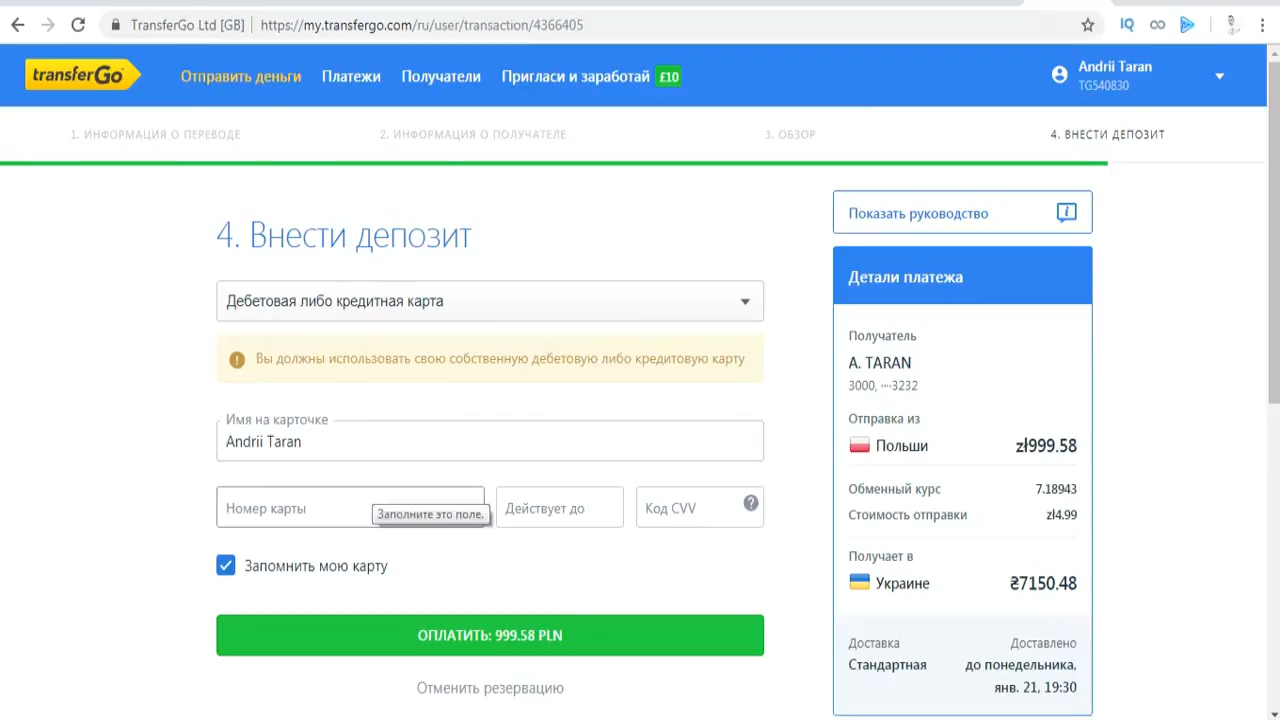 TransferGo Ltd [GB] https://my.transfergo.com/ru/user/transaction/4366405
IQ
transferGo Отправить деньги Платежи Получатели Пригласи и заработай £10
Andrii Taran
TG540830
1. ИНФОРМАЦИЯ О ПЕРЕВОДЕ 2. ИНФОРМАЦИЯ О ПОЛУЧАТЕЛЕ 3. ОБЗОР 4. ВНЕСТИ ДЕПОЗИТ
4. Внести депозит
Дебетовая либо кредитная карта
Вы должны использовать свою собственную дебетовую либо кредитовую карту
Имя на карточке
Andrii Taran
Номер карты
Заполните это поле.
Действует до
Код CVV
?
Запомнить мою карту
ОПЛАТИТЬ: 999.58 PLN
Отменить резервацию
Показать руководство
Детали платежа
Получатель
A. TARAN
3000, ····3232
Отправка из
Польши zł999.58
Обменный курс 7.18943
Стоимость отправки zł4.99
Получает в
Украине ₴7150.48
Доставка Доставлено
Стандартная до понедельника,
янв. 21, 19:30